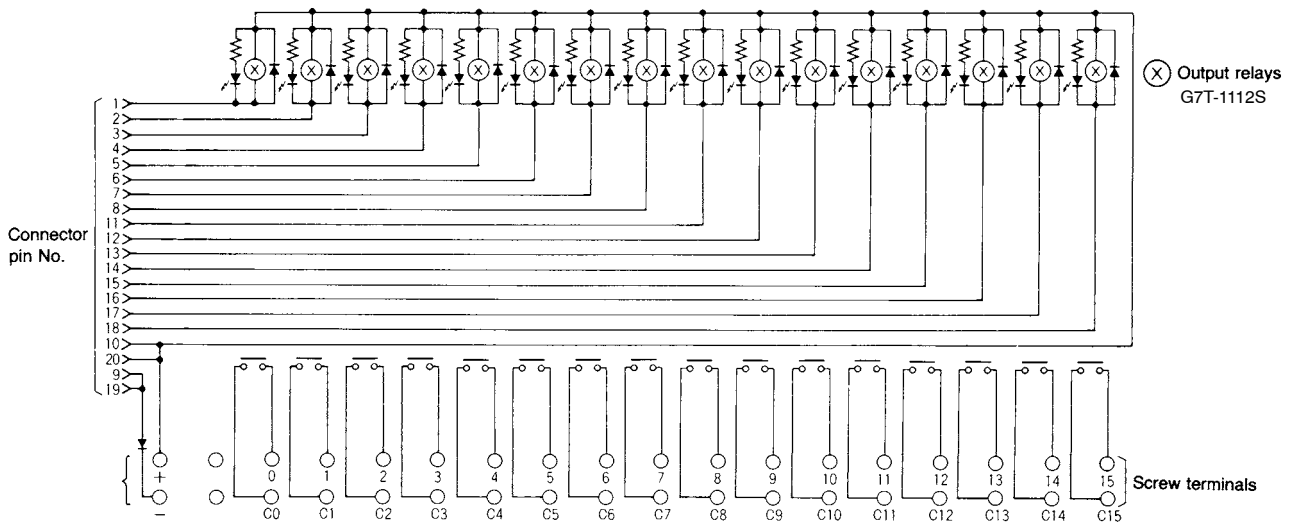 X X X X X X X X X X X X X X X X
X Output relays
G7T-1112S
Connector
pin No.
1
2
3
4
5
6
7
8
11
12
13
14
15
16
17
18
10
20
9
19
+ 0 1 2 3 4 5 6 7 8 9 10 11 12 13 14 15
− C0 C1 C2 C3 C4 C5 C6 C7 C8 C9 C10 C11 C12 C13 C14 C15
Screw terminals